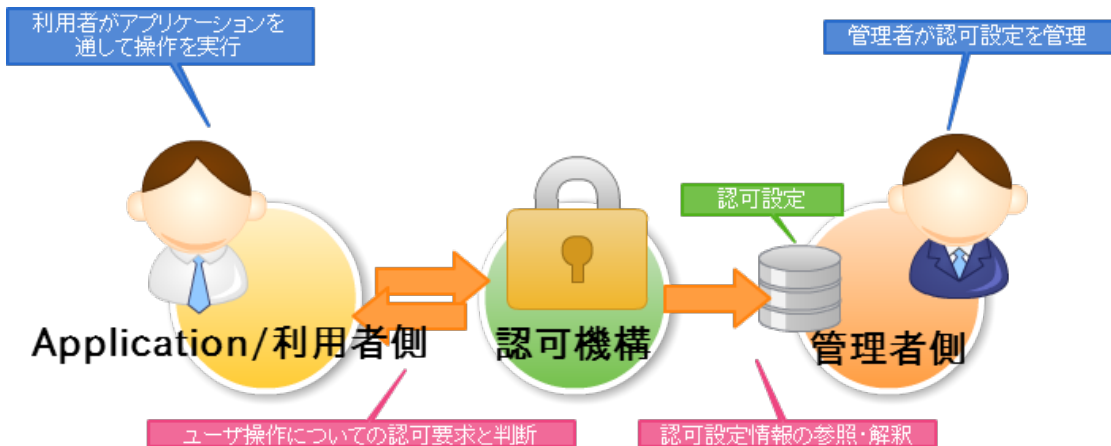 利用者がアプリケーションを
通して操作を実行
管理者が認可設定を管理
認可設定
Application/利用者側
認可機構
管理者側
ユーザ操作についての認可要求と判断
認可設定情報の参照・解釈